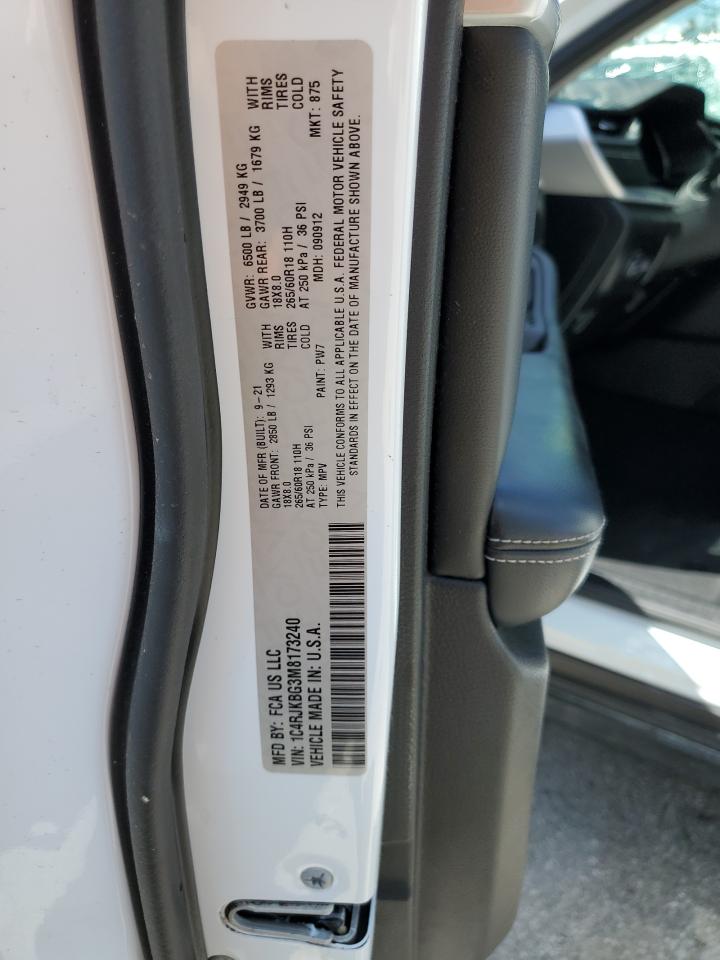 MFD BY: FCA US LLC
VIN: 1C4RJKBG3M8173240
VEHICLE MADE IN: U.S.A.
DATE OF MFR (BUILT): 9-21
GAWR FRONT: 2850 LB / 1293 KG WITH
18X8.0 RIMS
265/60R18 110H TIRES
AT 250 kPa / 36 PSI COLD
TYPE: MPV PAINT: PW7
GVWR: 6500 LB / 2949 KG
GAWR REAR: 3700 LB / 1679 KG WITH
18X8.0 RIMS
265/60R18 110H TIRES
AT 250 kPa / 36 PSI COLD
MDH: 090912 MKT: 875
THIS VEHICLE CONFORMS TO ALL APPLICABLE U.S.A. FEDERAL MOTOR VEHICLE SAFETY
STANDARDS IN EFFECT ON THE DATE OF MANUFACTURE SHOWN ABOVE.